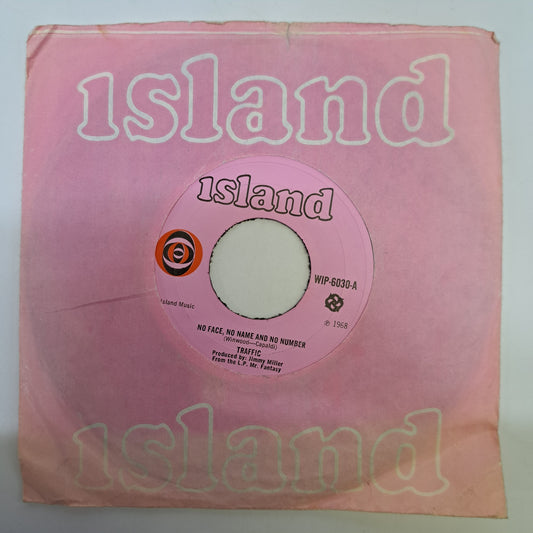 island
island
WIP-6030-A
Island Music
℗ 1968
NO FACE, NO NAME AND NO NUMBER
(Winwood—Capaldi)
TRAFFIC
Produced by: Jimmy Miller
From the L.P. Mr. Fantasy
island